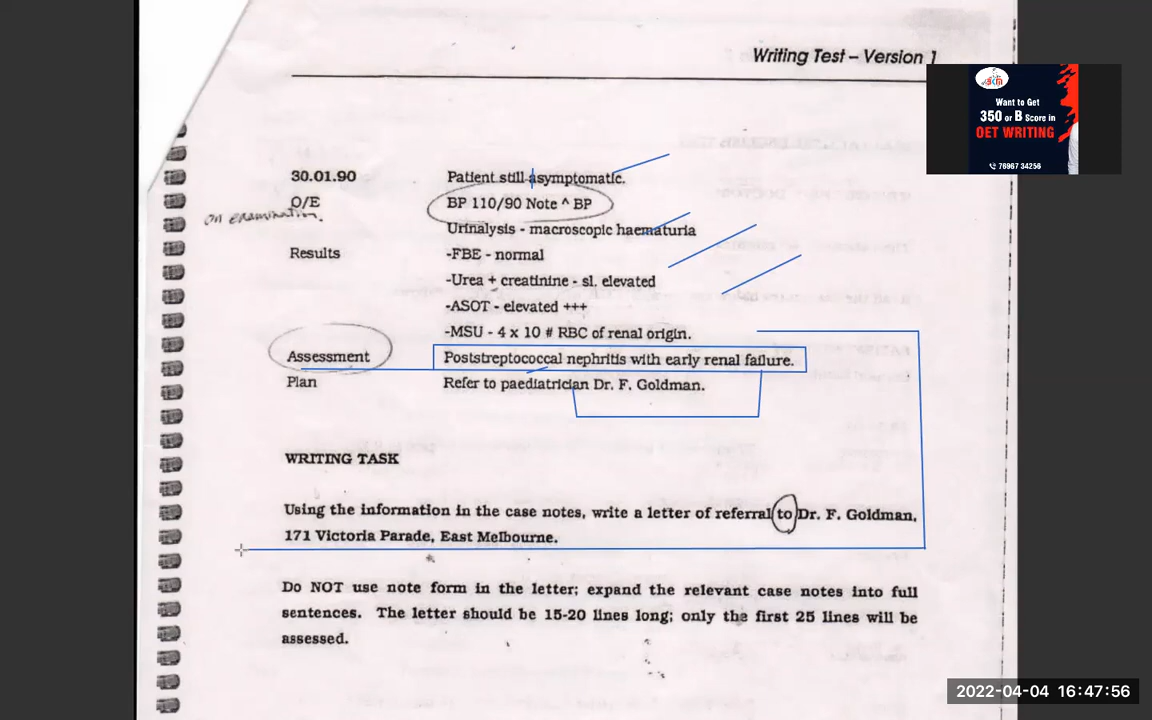 Writing Test – Version 1
Want to Get
350 or B Score in
OET WRITING
76967 34256
30.01.90 Patient still asymptomatic.
O/E BP 110/90 Note ^ BP
on examination.
Urinalysis - macroscopic haematuria
Results -FBE - normal
-Urea + creatinine - sl. elevated
-ASOT - elevated +++
-MSU - 4 x 10 # RBC of renal origin.
Assessment Poststreptococcal nephritis with early renal failure.
Plan Refer to paediatrician Dr. F. Goldman.
WRITING TASK
Using the information in the case notes, write a letter of referral to Dr. F. Goldman,
171 Victoria Parade, East Melbourne.
Do NOT use note form in the letter; expand the relevant case notes into full
sentences. The letter should be 15-20 lines long; only the first 25 lines will be
assessed.
2022-04-04 16:47:56